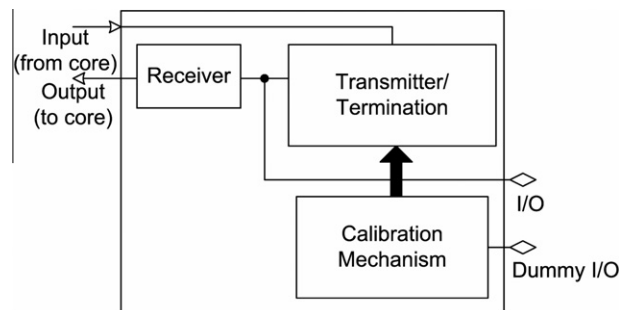 Input
(from core)
Output
(to core)
Receiver
Transmitter/
Termination
I/O
Calibration
Mechanism
Dummy I/O